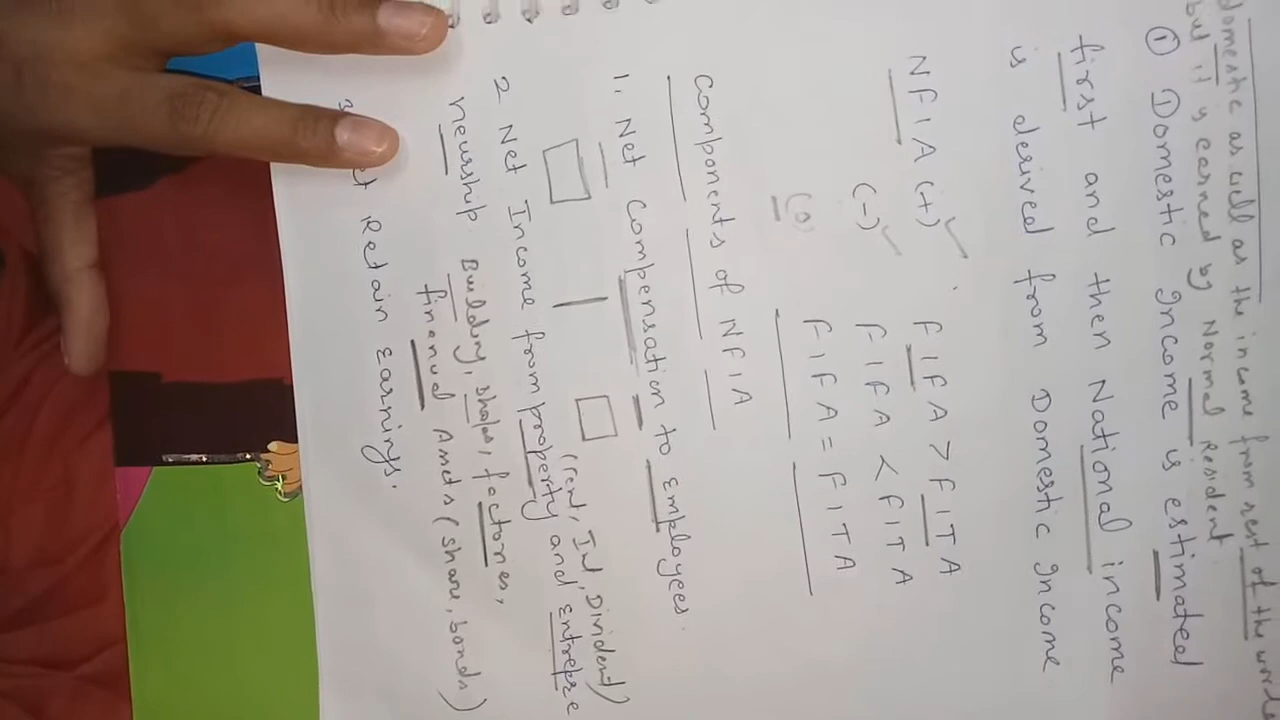 domestic as well as the income from rest of the world
but it is earned by Normal Resident
① Domestic Income is estimated
first and then National income
is derived from Domestic Income
NFIA (+) ✓ FIFA > FITA
(-) ✓ FIFA < FITA
(0) FIFA = FITA
Components of NFIA
1. Net Compensation to Employees.
(rent, Int, Dividend)
2 Net Income from property and Entrepre
neurship. Building, Shops, factories,
financial Assets (share, bonds)
Retain Earnings.